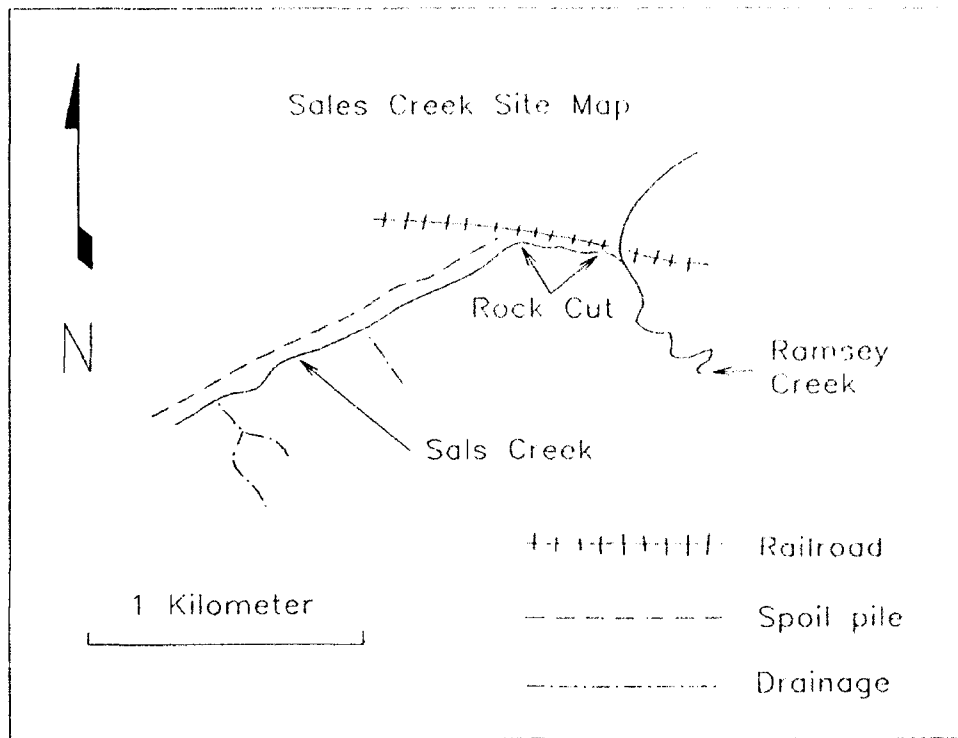 Sales Creek Site Map
Rock Cut
Ramsey
Creek
N
Sals Creek
Railroad
1 Kilometer
Spoil pile
Drainage